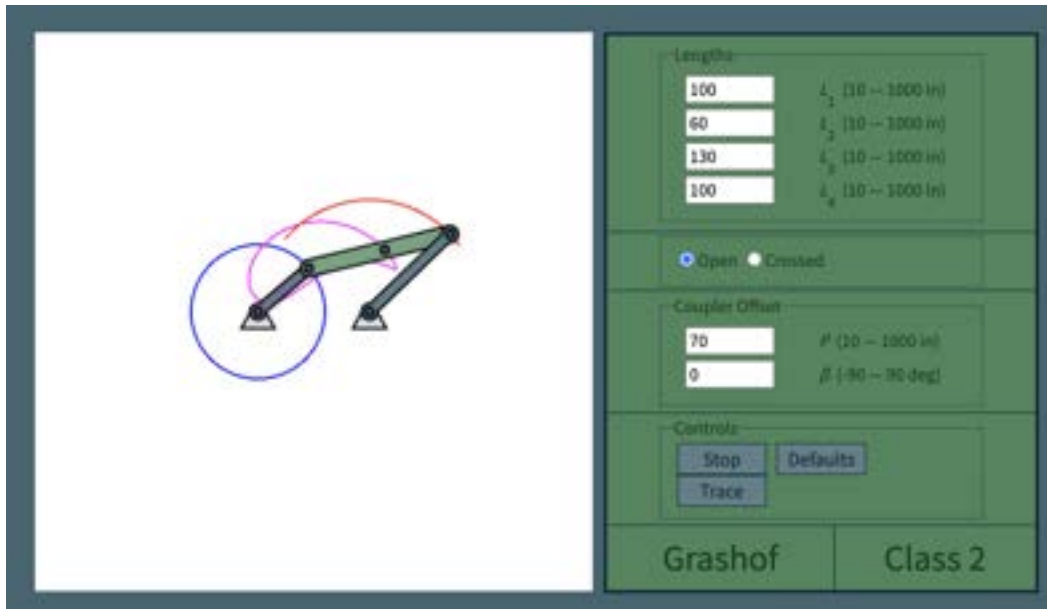 Lengths
100 L1 (10 — 1000 in)
60 L2 (10 — 1000 in)
130 L3 (10 — 1000 in)
100 L4 (10 — 1000 in)
Open Crossed
Coupler Offset
70 P (10 — 1000 in)
0 β (-90 — 90 deg)
Controls
Stop Defaults
Trace
Grashof Class 2